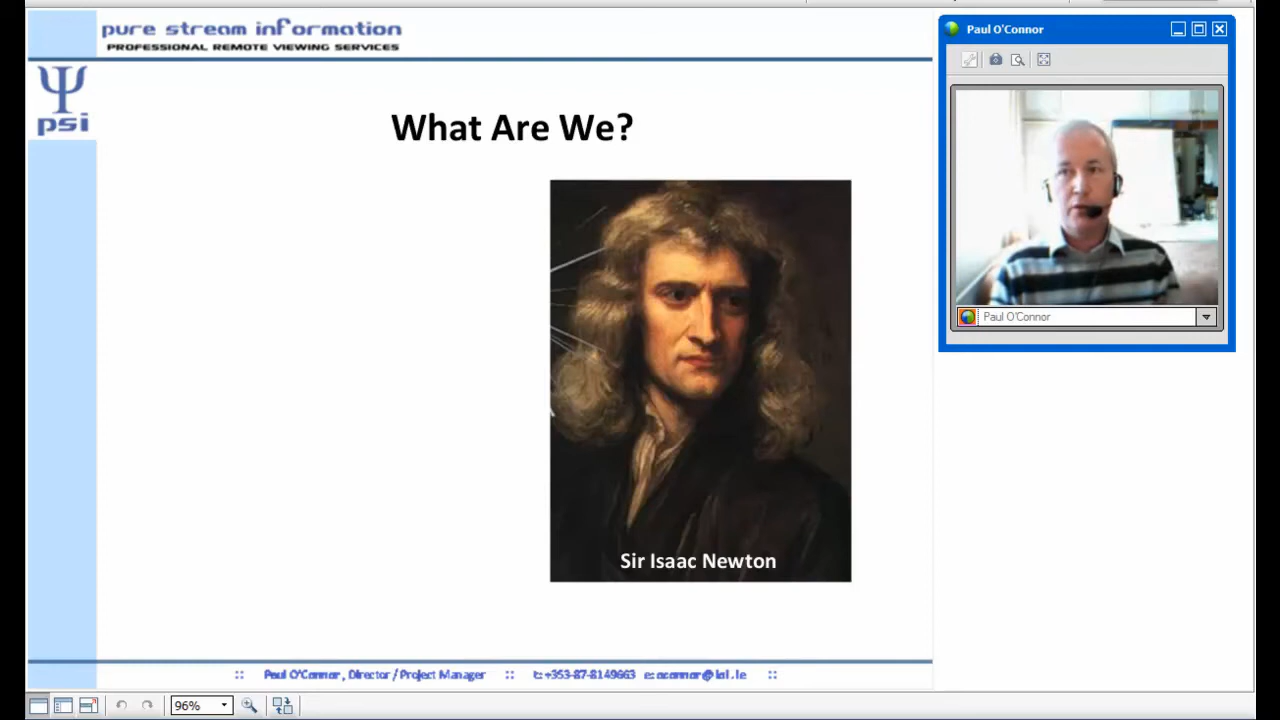 pure stream information
PROFESSIONAL REMOTE VIEWING SERVICES
psi
What Are We?
Sir Isaac Newton
:: Paul O'Connor, Director / Project Manager :: t: +353-87-8149663 e: oconnor@iol.ie ::
96%
Paul O'Connor
Paul O'Connor